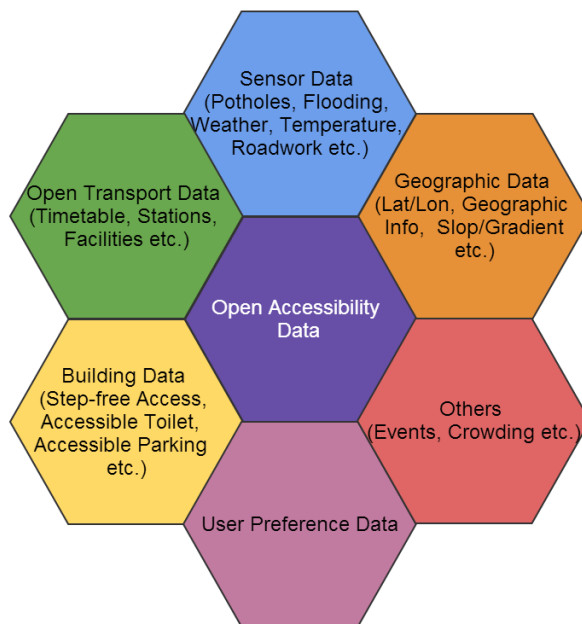 Sensor Data
(Potholes, Flooding,
Weather, Temperature,
Roadwork etc.)
Open Transport Data
(Timetable, Stations,
Facilities etc.)
Geographic Data
(Lat/Lon, Geographic
Info, Slop/Gradient
etc.)
Open Accessibility
Data
Building Data
(Step-free Access,
Accessible Toilet,
Accessible Parking
etc.)
Others
(Events, Crowding etc.)
User Preference Data